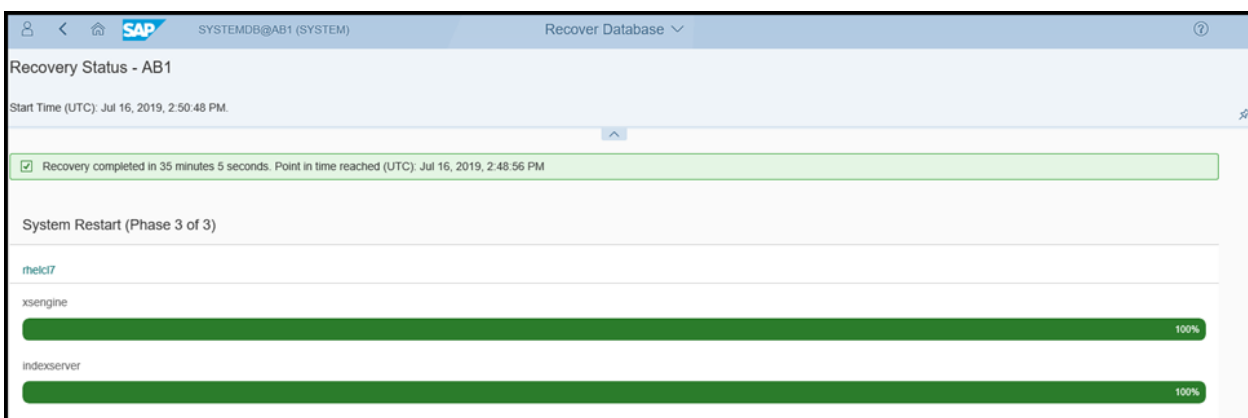 SAP SYSTEMDB@AB1 (SYSTEM) Recover Database
Recovery Status - AB1
Start Time (UTC): Jul 16, 2019, 2:50:48 PM.
Recovery completed in 35 minutes 5 seconds. Point in time reached (UTC): Jul 16, 2019, 2:48:56 PM
System Restart (Phase 3 of 3)
rhelcl7
xsengine
100%
indexserver
100%